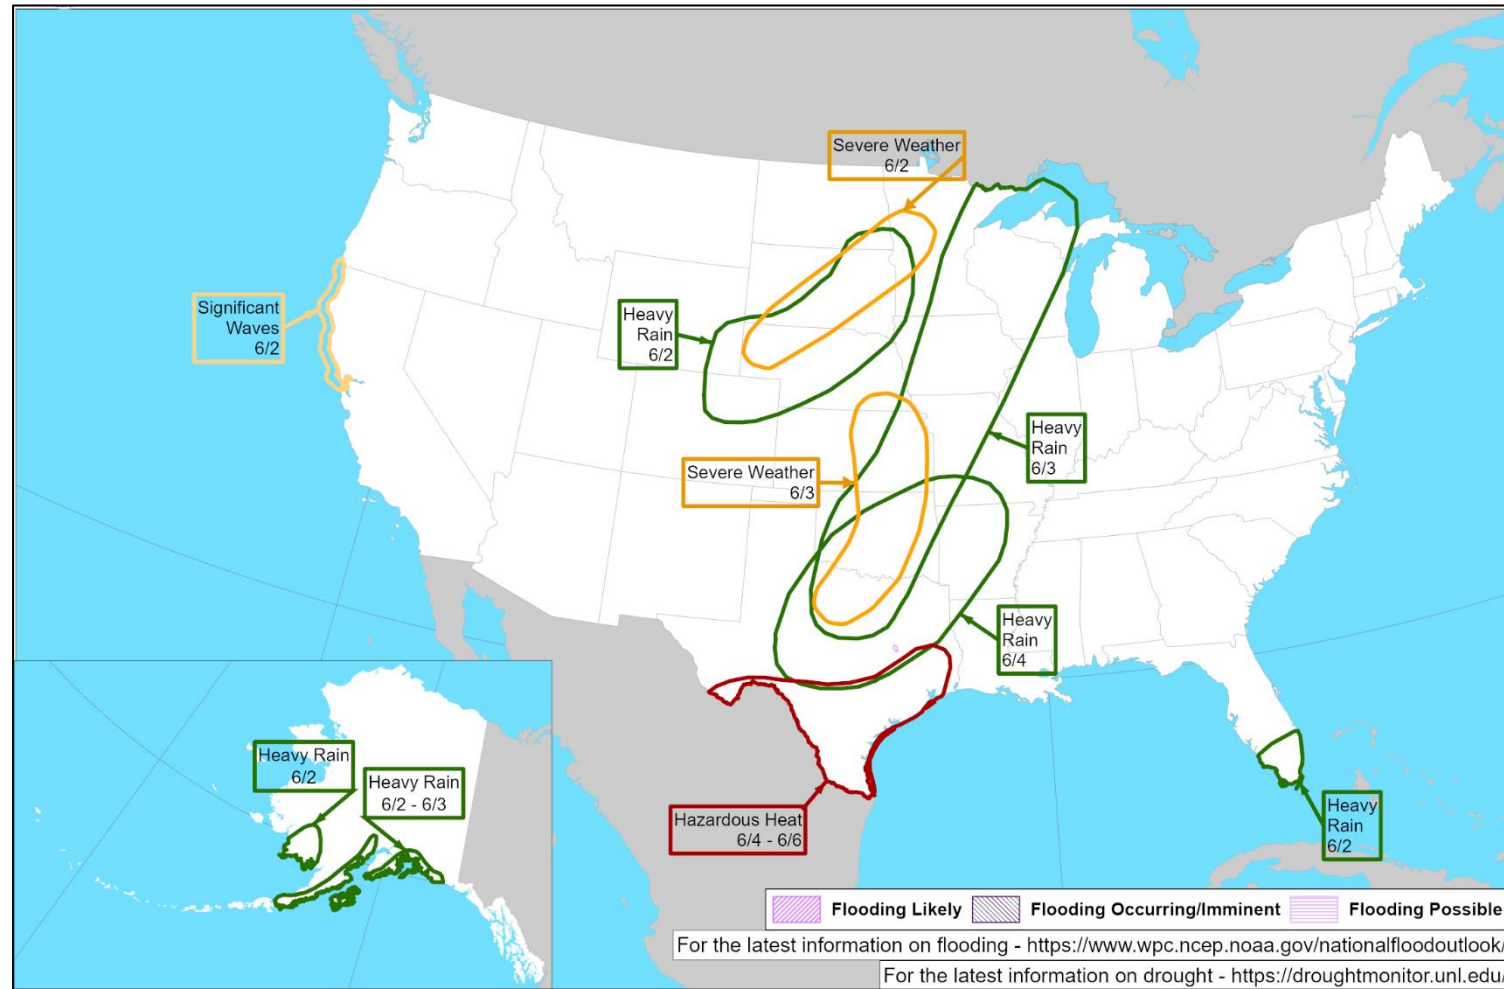 Severe Weather
6/2
Significant
Waves
6/2
Heavy
Rain
6/2
Heavy
Rain
6/3
Severe Weather
6/3
Heavy
Rain
6/4
Heavy Rain
6/2
Heavy Rain
6/2 - 6/3
Hazardous Heat
6/4 - 6/6
Heavy
Rain
6/2
Flooding Likely
Flooding Occurring/Imminent
Flooding Possible
For the latest information on flooding - https://www.wpc.ncep.noaa.gov/nationalfloodoutlook/
For the latest information on drought - https://droughtmonitor.unl.edu/